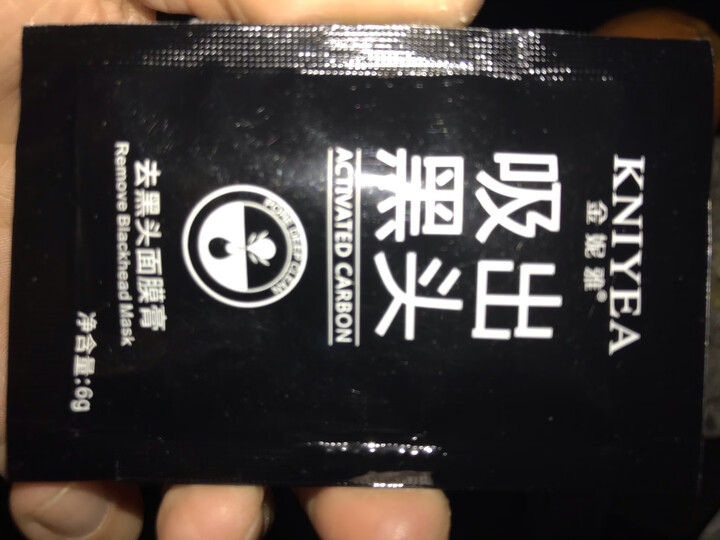 KNIYEA
金妮雅®
吸出
黑头
ACTIVATED CARBON
PORE DEEP CLEAN
去黑头面膜膏
Remove Blackhead Mask
净含量:6g